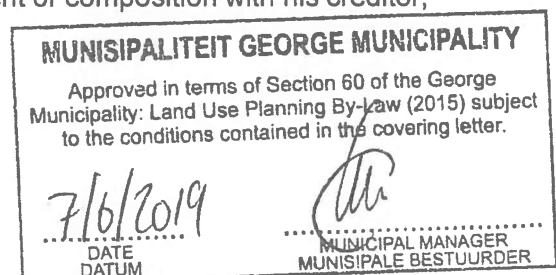 nt of composition with his creditor,
MUNISIPALITEIT GEORGE MUNICIPALITY
Approved in terms of Section 60 of the George
Municipality: Land Use Planning By-Law (2015) subject
to the conditions contained in the covering letter.
7/6/2019
DATE
DATUM
MUNICIPAL MANAGER
MUNISIPALE BESTUURDER